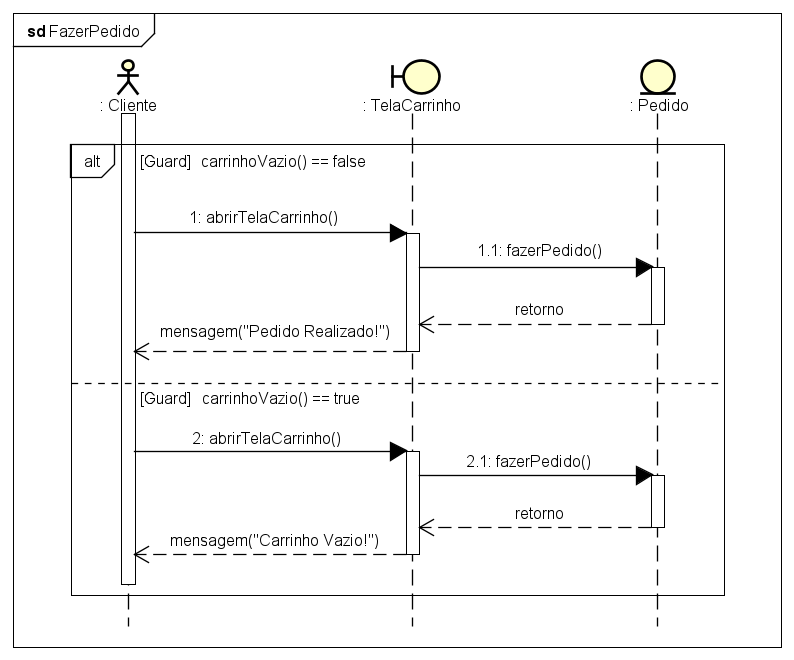 sd FazerPedido
: Cliente
: TelaCarrinho
: Pedido
alt
[Guard] carrinhoVazio() == false
1: abrirTelaCarrinho()
1.1: fazerPedido()
retorno
mensagem("Pedido Realizado!")
[Guard] carrinhoVazio() == true
2: abrirTelaCarrinho()
2.1: fazerPedido()
retorno
mensagem("Carrinho Vazio!")